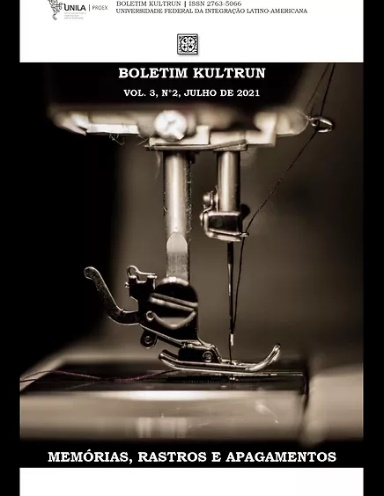 UNILA | PROEX
BOLETIM KULTRUN | ISSN 2763-5066
UNIVERSIDADE FEDERAL DA INTEGRAÇÃO LATINO-AMERICANA
BOLETIM KULTRUN
VOL. 3, N°2, JULHO DE 2021
MEMÓRIAS, RASTROS E APAGAMENTOS